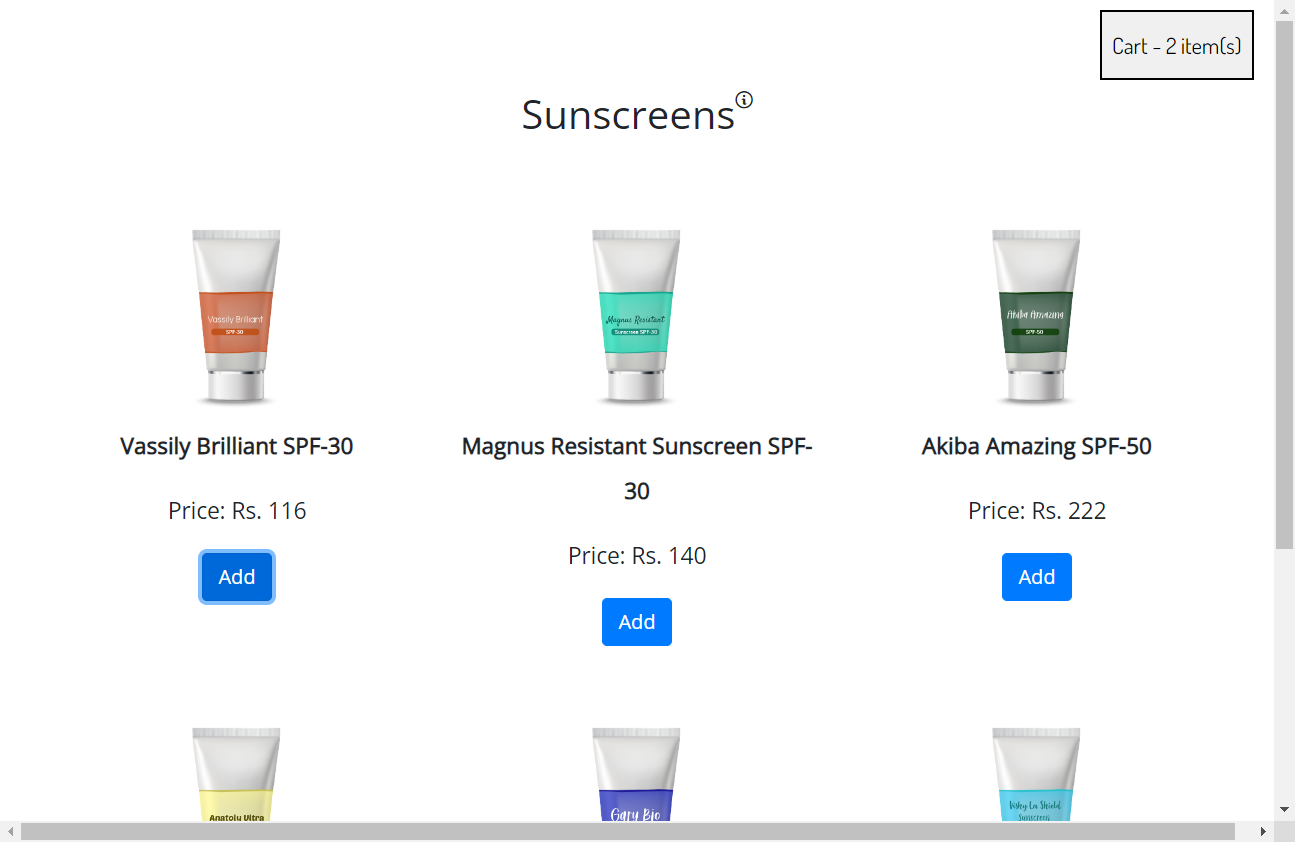 Cart - 2 item(s)
Sunscreens
Vassily Brilliant
SPF-30
Magnus Resistant
Sunscreen SPF-30
Akiba Amazing
SPF-50
Vassily Brilliant SPF-30
Magnus Resistant Sunscreen SPF-
30
Akiba Amazing SPF-50
Price: Rs. 116
Price: Rs. 140
Price: Rs. 222
Add
Add
Add
Anatoly Ultra
Gary Bio
Vishy La Shield
Sunscreen